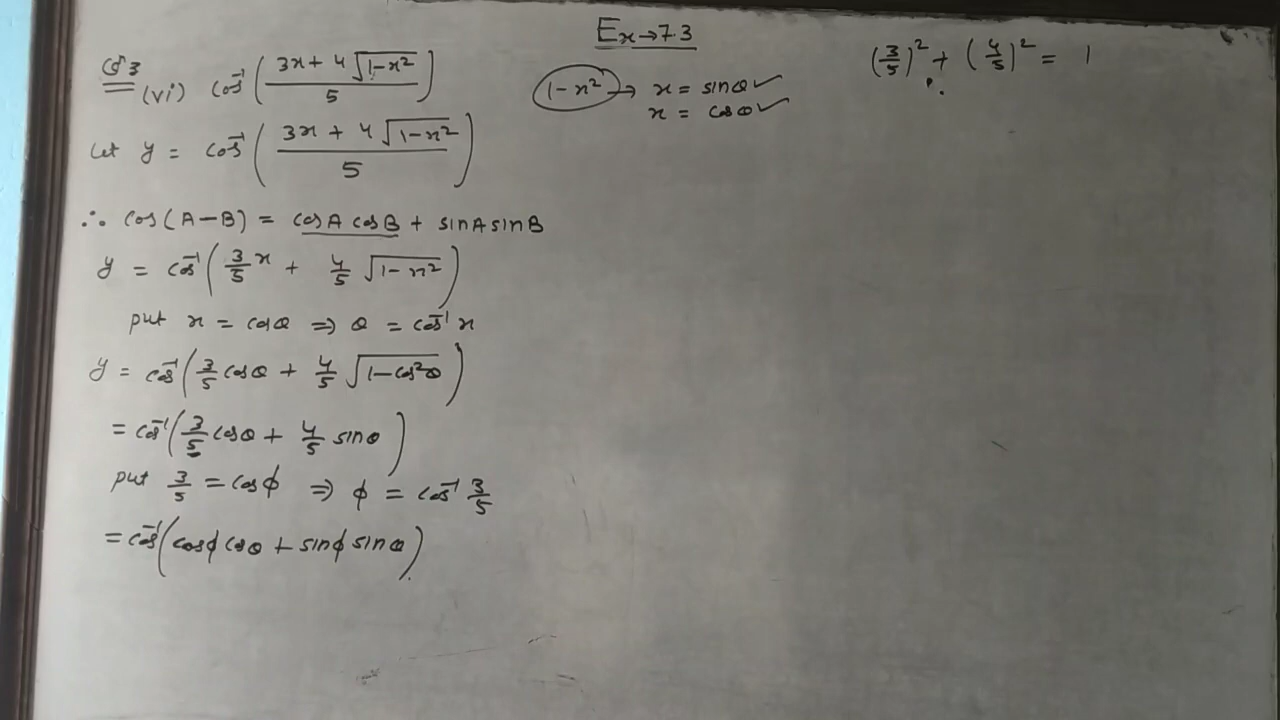 Ex→7.3
Q³3
(vi) cos⁻¹((3x + 4√(1-x²))/5)
1-x² → x = sinθ ✓
x = cosθ ✓
(3/5)² + (4/5)² = 1
Let y = cos⁻¹((3x + 4√(1-x²))/5)
∴ cos(A-B) = cosA cosB + sinA sinB
y = cos⁻¹(3/5 x + 4/5 √(1-x²))
put x = cosθ ⇒ θ = cos⁻¹x
y = cos⁻¹(3/5 cosθ + 4/5 √(1-cos²θ))
= cos⁻¹(3/5 cosθ + 4/5 sinθ)
put 3/5 = cosϕ ⇒ ϕ = cos⁻¹ 3/5
= cos⁻¹(cosϕ cosθ + sinϕ sinθ)